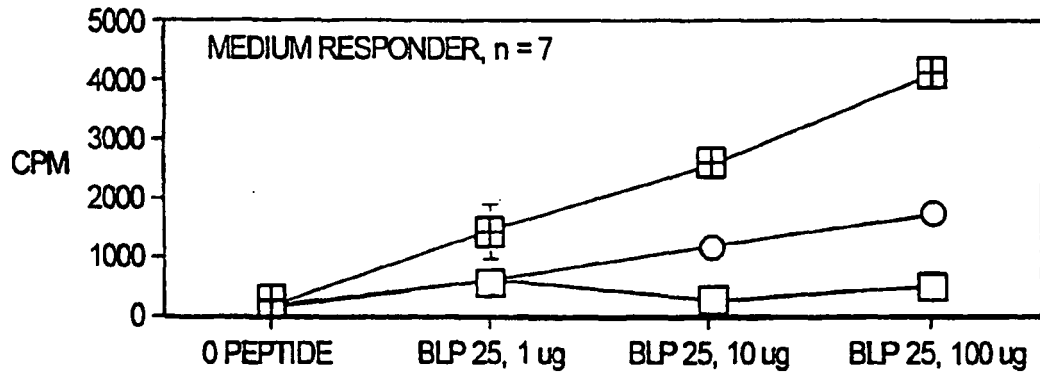 5000
MEDIUM RESPONDER, n = 7
4000
3000
CPM
2000
1000
0
0 PEPTIDE BLP 25, 1 ug BLP 25, 10 ug BLP 25, 100 ug